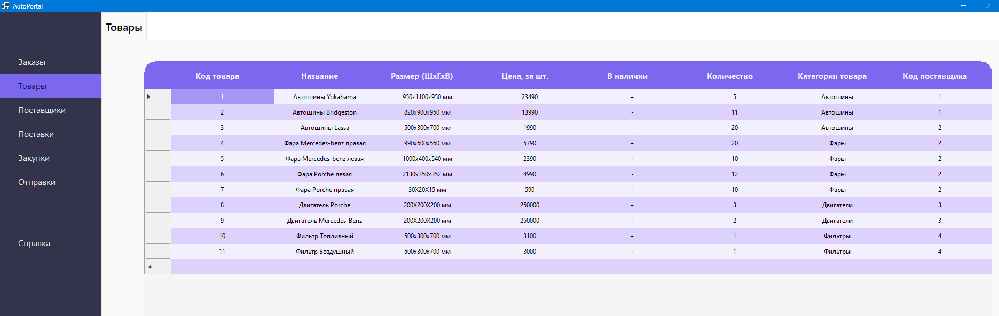 AutoPortal
Товары
Заказы
Товары
Поставщики
Поставки
Закупки
Отправки
Справка
Код товара Название Размер (ШхГхВ) Цена, за шт. В наличии Количество Категория товара Код поставщика
1 Автошины Yokahama 950x1100x950 мм 23490 + 5 Автошины 1
2 Автошины Bridgeston 820x900x950 мм 13990 - 11 Автошины 1
3 Автошины Lassa 500x300x700 мм 1990 + 20 Автошины 2
4 Фара Mercedes-benz правая 990x600x560 мм 5790 + 20 Фары 2
5 Фара Mercedes-benz левая 1000x400x540 мм 2390 + 10 Фары 2
6 Фара Porche левая 2130x350x352 мм 4990 - 12 Фары 2
7 Фара Porche правая 30X20X15 мм 590 + 10 Фары 2
8 Двигатель Porche 200X200X200 мм 250000 + 3 Двигатели 3
9 Двигатель Mercedes-Benz 200X200X200 мм 250000 + 2 Двигатели 3
10 Фильтр Топливный 500x300x700 мм 3100 + 1 Фильтры 4
11 Фильтр Воздушный 500x300x700 мм 3000 + 1 Фильтры 4